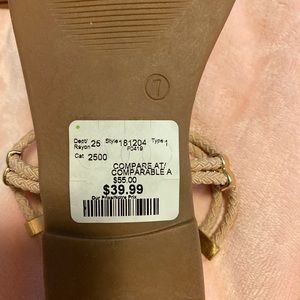 7
Dept/ Rayon 25 Style 181204 Type 1
F0419
Cat 2500
COMPARE AT/
COMPARABLE A
$55.00
$39.99
Our Price/Notre Prix